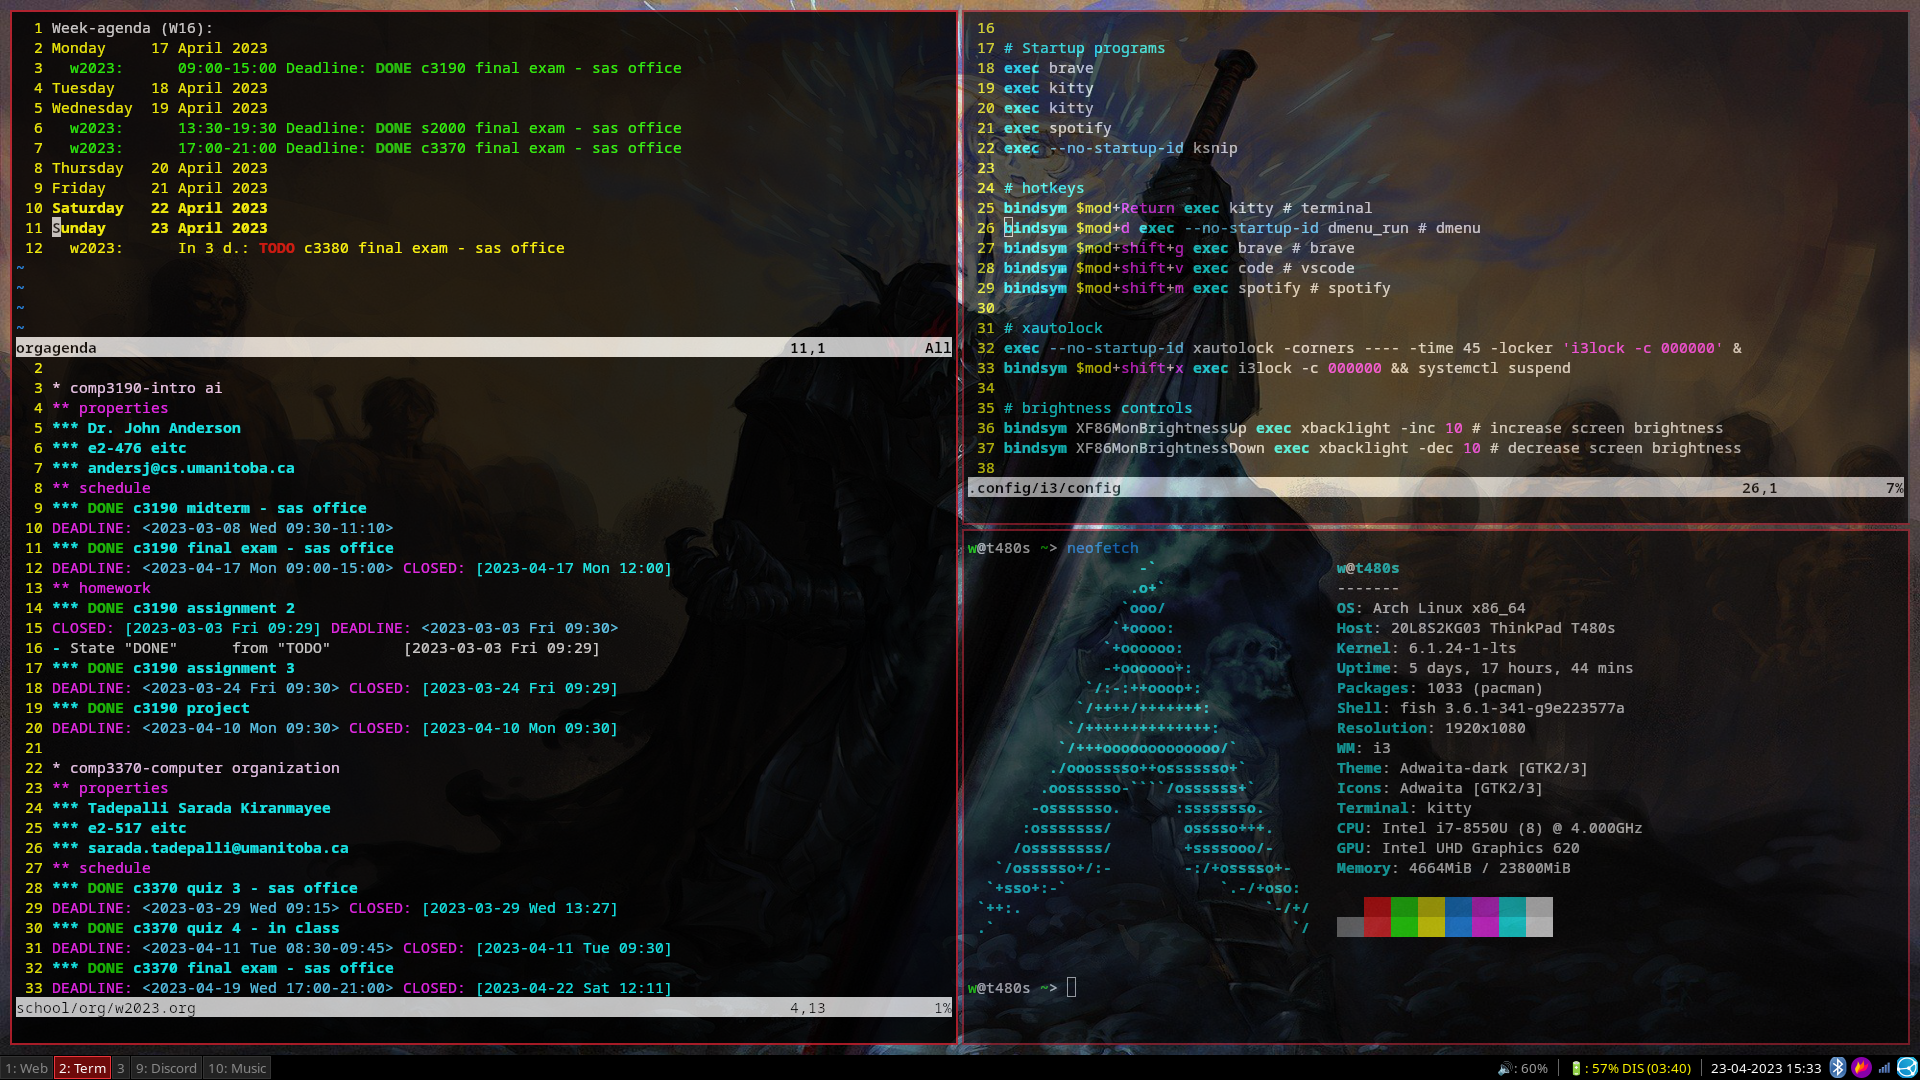 1 Week-agenda (W16):
2 Monday     17 April 2023
3   w2023:      09:00-15:00 Deadline: DONE c3190 final exam - sas office
4 Tuesday    18 April 2023
5 Wednesday  19 April 2023
6   w2023:      13:30-19:30 Deadline: DONE s2000 final exam - sas office
7   w2023:      17:00-21:00 Deadline: DONE c3370 final exam - sas office
8 Thursday   20 April 2023
9 Friday     21 April 2023
10 Saturday   22 April 2023
11 Sunday     23 April 2023
12   w2023:      In 3 d.: TODO c3380 final exam - sas office
~
~
~
~
orgagenda 11,1 All
2
3 * comp3190-intro ai
4 ** properties
5 *** Dr. John Anderson
6 *** e2-476 eitc
7 *** andersj@cs.umanitoba.ca
8 ** schedule
9 *** DONE c3190 midterm - sas office
10 DEADLINE: <2023-03-08 Wed 09:30-11:10>
11 *** DONE c3190 final exam - sas office
12 DEADLINE: <2023-04-17 Mon 09:00-15:00> CLOSED: [2023-04-17 Mon 12:00]
13 ** homework
14 *** DONE c3190 assignment 2
15 CLOSED: [2023-03-03 Fri 09:29] DEADLINE: <2023-03-03 Fri 09:30>
16 - State "DONE"      from "TODO"        [2023-03-03 Fri 09:29]
17 *** DONE c3190 assignment 3
18 DEADLINE: <2023-03-24 Fri 09:30> CLOSED: [2023-03-24 Fri 09:29]
19 *** DONE c3190 project
20 DEADLINE: <2023-04-10 Mon 09:30> CLOSED: [2023-04-10 Mon 09:30]
21
22 * comp3370-computer organization
23 ** properties
24 *** Tadepalli Sarada Kiranmayee
25 *** e2-517 eitc
26 *** sarada.tadepalli@umanitoba.ca
27 ** schedule
28 *** DONE c3370 quiz 3 - sas office
29 DEADLINE: <2023-03-29 Wed 09:15> CLOSED: [2023-03-29 Wed 13:27]
30 *** DONE c3370 quiz 4 - in class
31 DEADLINE: <2023-04-11 Tue 08:30-09:45> CLOSED: [2023-04-11 Tue 09:30]
32 *** DONE c3370 final exam - sas office
33 DEADLINE: <2023-04-19 Wed 17:00-21:00> CLOSED: [2023-04-22 Sat 12:11]
school/org/w2023.org 4,13 1%
16
17 # Startup programs
18 exec brave
19 exec kitty
20 exec kitty
21 exec spotify
22 exec --no-startup-id ksnip
23
24 # hotkeys
25 bindsym $mod+Return exec kitty # terminal
26 bindsym $mod+d exec --no-startup-id dmenu_run # dmenu
27 bindsym $mod+shift+g exec brave # brave
28 bindsym $mod+shift+v exec code # vscode
29 bindsym $mod+shift+m exec spotify # spotify
30
31 # xautolock
32 exec --no-startup-id xautolock -corners ---- -time 45 -locker 'i3lock -c 000000' &
33 bindsym $mod+shift+x exec i3lock -c 000000 && systemctl suspend
34
35 # brightness controls
36 bindsym XF86MonBrightnessUp exec xbacklight -inc 10 # increase screen brightness
37 bindsym XF86MonBrightnessDown exec xbacklight -dec 10 # decrease screen brightness
38
.config/i3/config 26,1 7%
w@t480s ~> neofetch
-`
.o+`
`ooo/
`+oooo:
`+oooooo:
-+oooooo+:
`/:-:++oooo+:
`/++++/+++++++:
`/++++++++++++++:
`/+++ooooooooooooo/`
./ooosssso++osssssso+`
.oossssso-````/ossssss+`
-osssssso.      :ssssssso.
:osssssss/        osssso+++.
/ossssssss/        +ssssooo/-
`/ossssso+/:-        -:/+osssso+-
`+sso+:-`                 `.-/+oso:
`++:.                           `-/+/
.`                                 `/
w@t480s
-------
OS: Arch Linux x86_64
Host: 20L8S2KG03 ThinkPad T480s
Kernel: 6.1.24-1-lts
Uptime: 5 days, 17 hours, 44 mins
Packages: 1033 (pacman)
Shell: fish 3.6.1-341-g9e223577a
Resolution: 1920x1080
WM: i3
Theme: Adwaita-dark [GTK2/3]
Icons: Adwaita [GTK2/3]
Terminal: kitty
CPU: Intel i7-8550U (8) @ 4.000GHz
GPU: Intel UHD Graphics 620
Memory: 4664MiB / 23800MiB
w@t480s ~>
1: Web 2: Term 3 9: Discord 10: Music
: 60% : 57% DIS (03:40) 23-04-2023 15:33